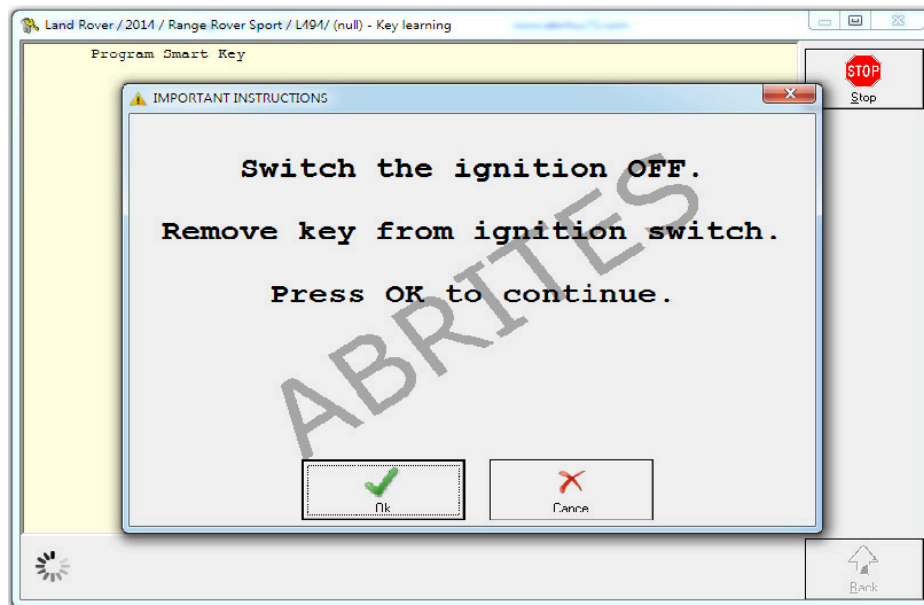 Land Rover / 2014 / Range Rover Sport / L494/ (null) - Key learning
Program Smart Key
STOP
Stop
IMPORTANT INSTRUCTIONS
Switch the ignition OFF.
Remove key from ignition switch.
Press OK to continue.
ABRITES
Ok
Cance
Back